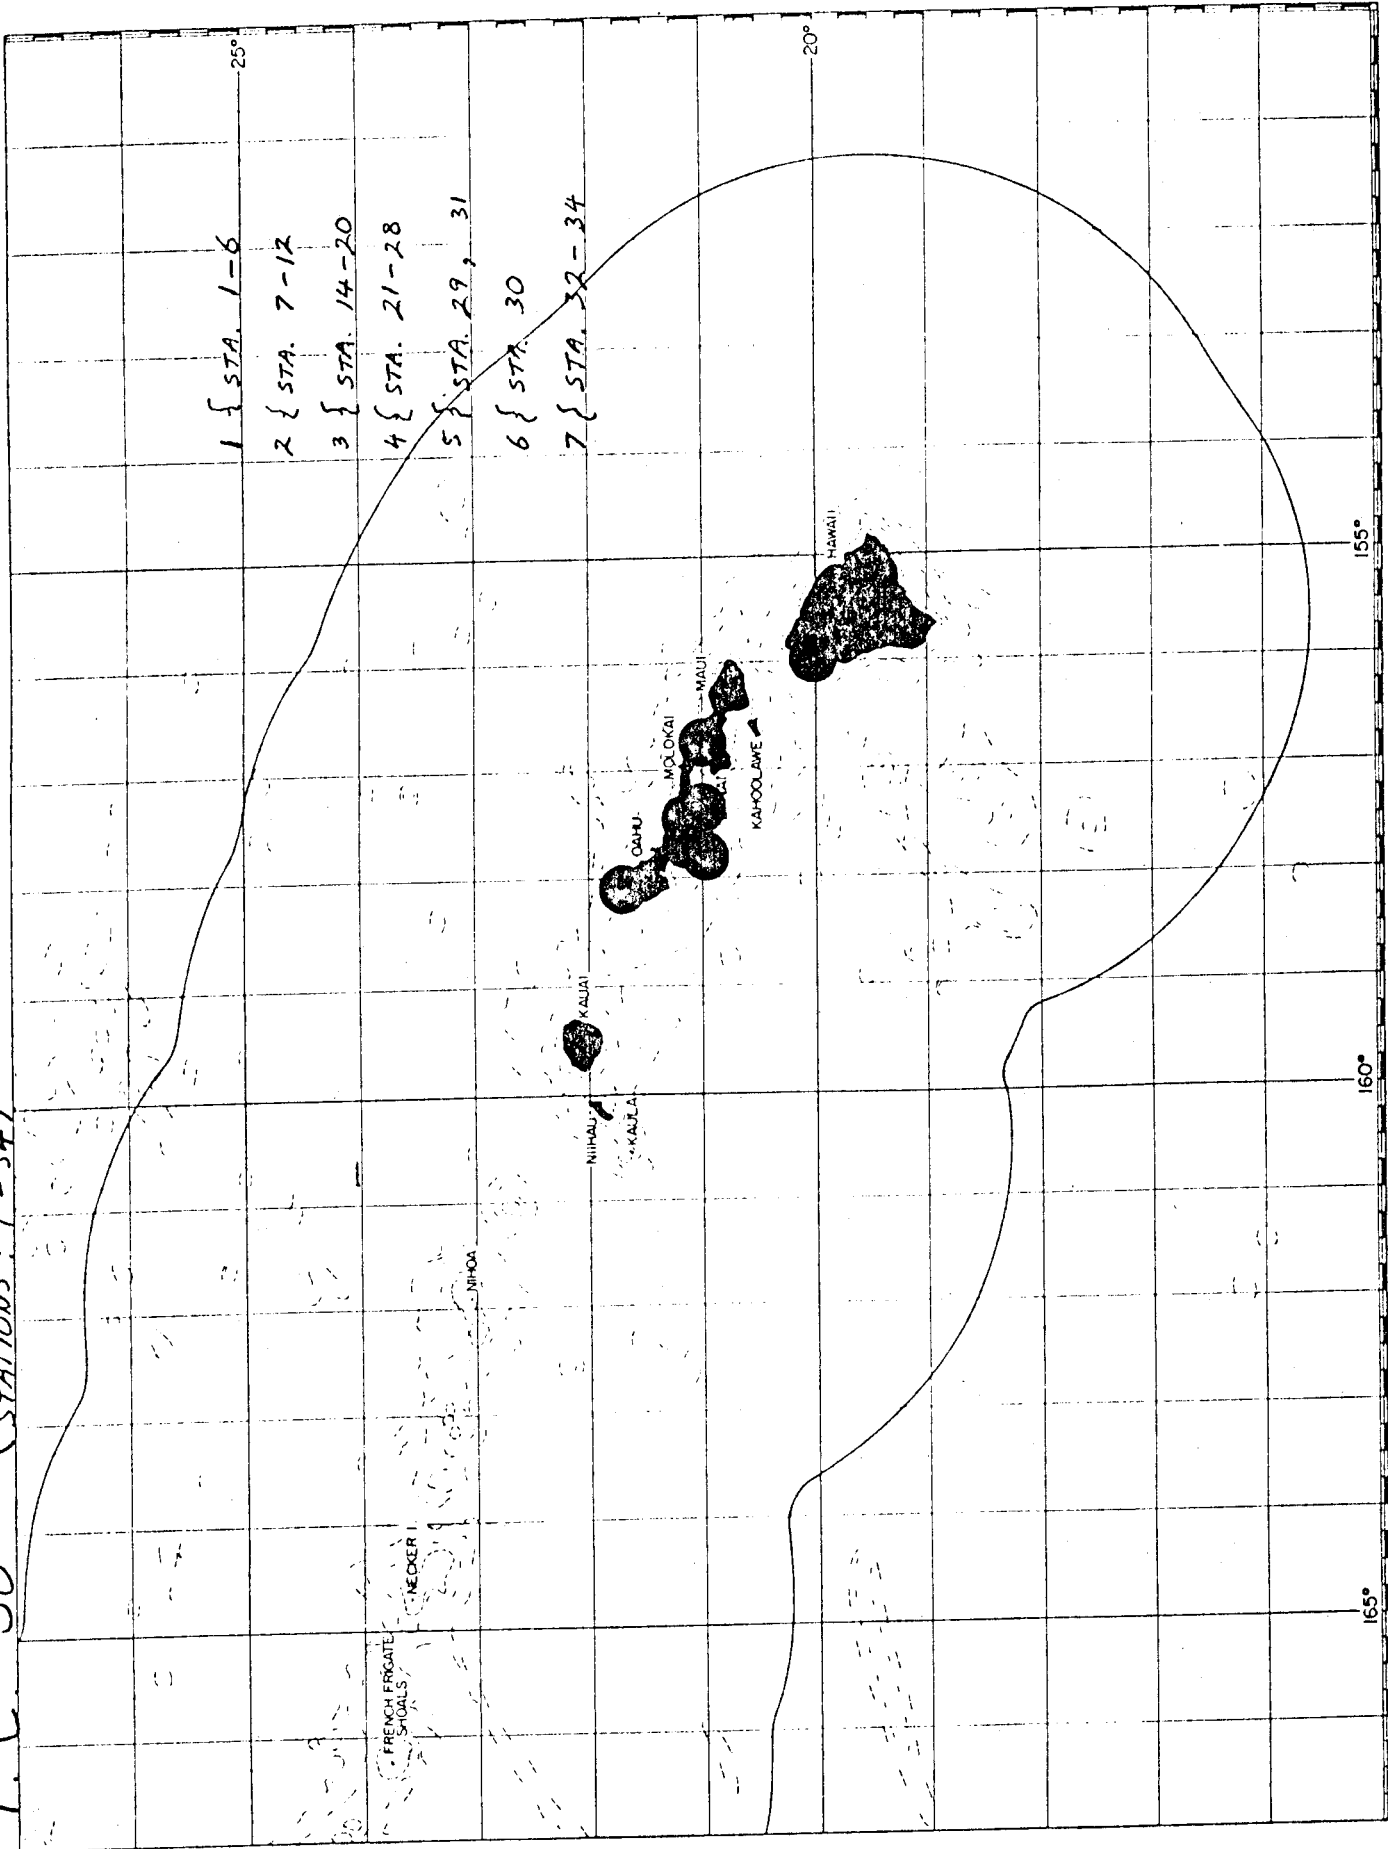 (STATIONS 1-34)
25°
20°
1 { STA. 1-6
2 { STA. 7-12
3 { STA. 14-20
4 { STA. 21-28
5 { STA. 29, 31
6 { STA. 30
7 { STA. 32-34
FRENCH FRIGATE
SHOALS
NECKER I.
NIHOA
NIIHAU
KAULA
KAUAI
OAHU
MOLOKAI
MAUI
KAHOOLAWE
HAWAII
165°
160°
155°